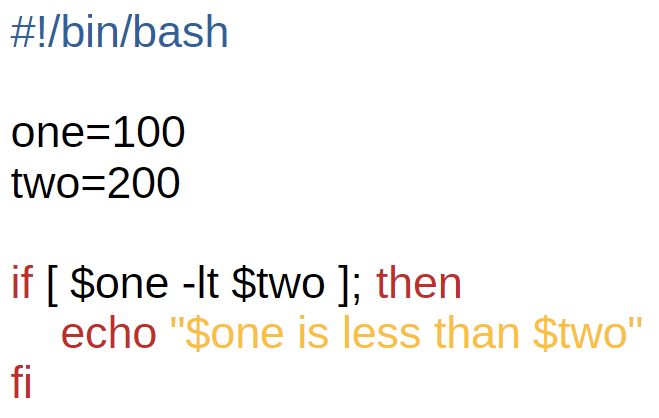 #!/bin/bash
one=100
two=200
if [ $one -lt $two ]; then
echo "$one is less than $two"
fi